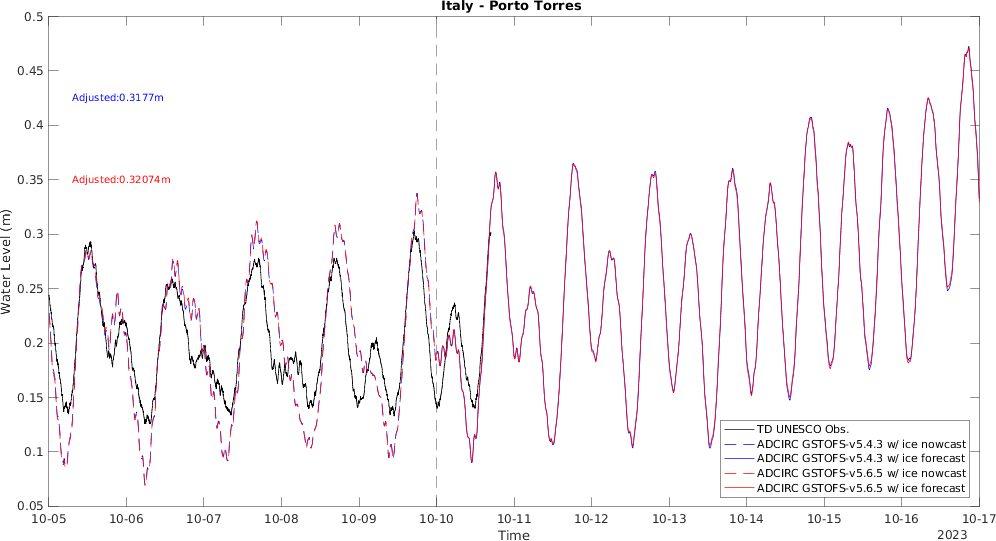 Italy - Porto Torres
0.5
0.45
0.4
0.35
0.3
0.25
0.2
0.15
0.1
0.05
Water Level (m)
Adjusted:0.3177m
Adjusted:0.32074m
TD UNESCO Obs.
ADCIRC GSTOFS-v5.4.3 w/ ice nowcast
ADCIRC GSTOFS-v5.4.3 w/ ice forecast
ADCIRC GSTOFS-v5.6.5 w/ ice nowcast
ADCIRC GSTOFS-v5.6.5 w/ ice forecast
10-05 10-06 10-07 10-08 10-09 10-10 10-11 10-12 10-13 10-14 10-15 10-16 10-17
Time
2023